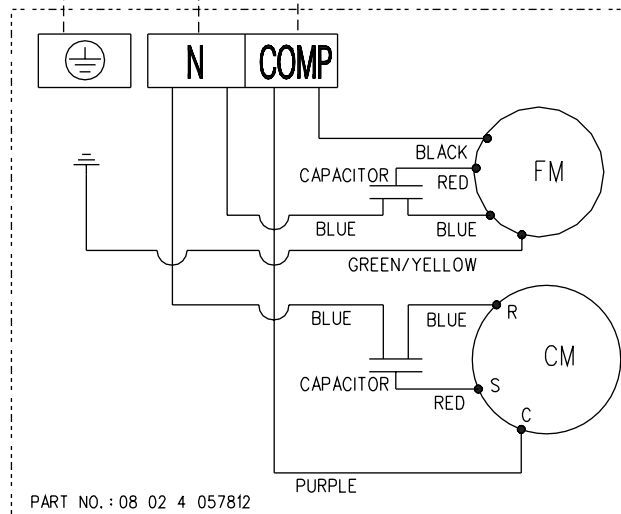 N COMP
BLACK
FM
CAPACITOR
RED
BLUE BLUE
GREEN/YELLOW
BLUE BLUE R
CM
CAPACITOR
RED
S
C
PURPLE
PART NO.: 08 02 4 057812